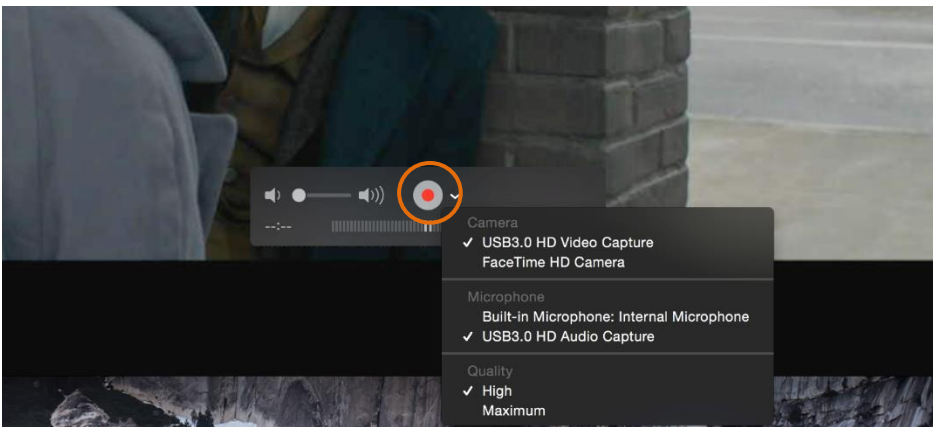 --:--
Camera
✓ USB3.0 HD Video Capture
FaceTime HD Camera
Microphone
Built-in Microphone: Internal Microphone
✓ USB3.0 HD Audio Capture
Quality
✓ High
Maximum